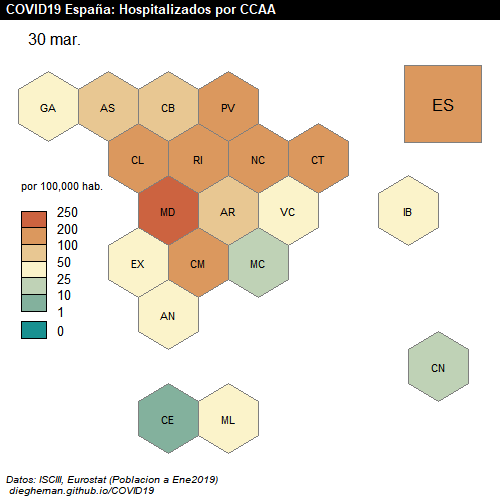 COVID19 España: Hospitalizados por CCAA
30 mar.
GA AS CB PV ES
CL RI NC CT
por 100,000 hab.
MD AR VC IB
250
200
100
50
25
10
1
0
EX CM MC
AN
CN
CE ML
Datos: ISCIII, Eurostat (Poblacion a Ene2019)
diegheman.github.io/COVID19